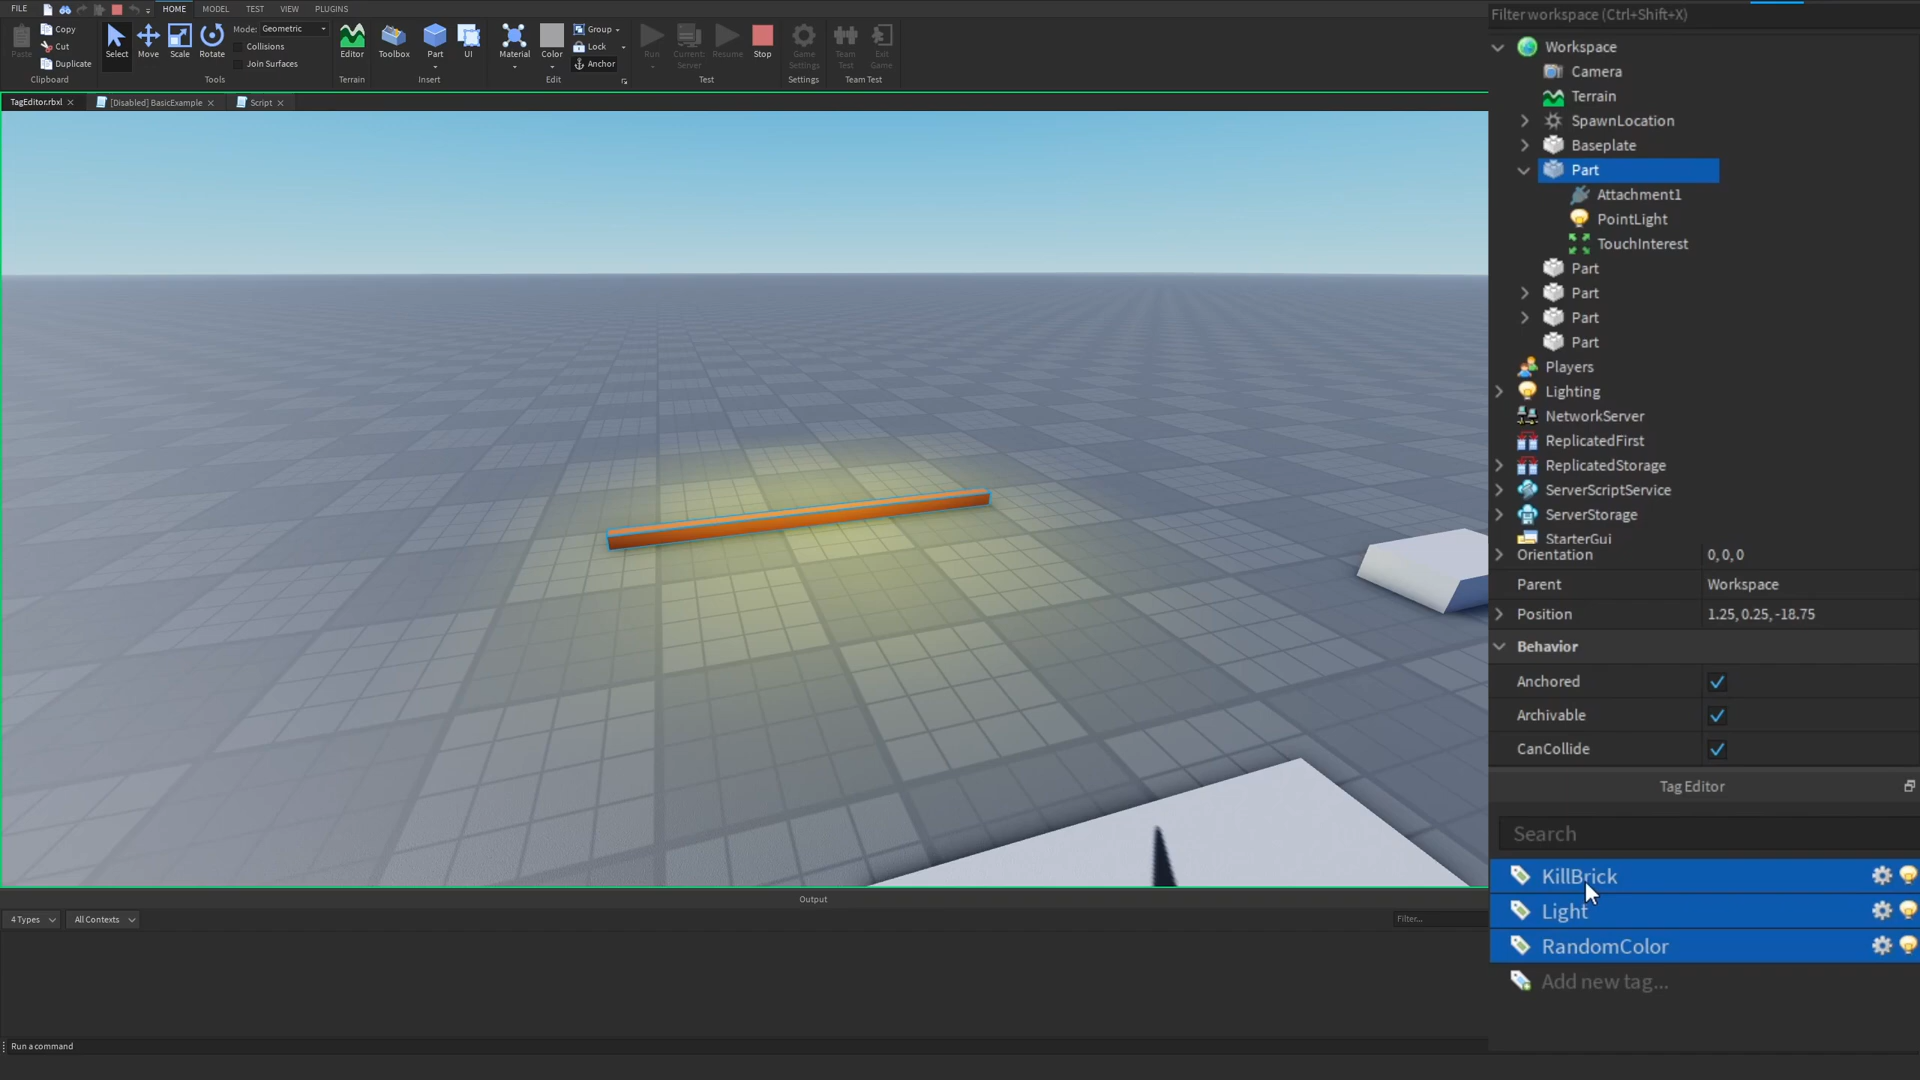 FILE HOME MODEL TEST VIEW PLUGINS
Paste Copy Cut Duplicate
Clipboard
Select Move Scale Rotate
Mode: Geometric
Collisions
Join Surfaces
Tools
Editor
Terrain
Toolbox Part UI
Insert
Material Color
Group
Lock
Anchor
Edit
Run Current: Server Resume Stop
Test
Game Settings
Settings
Team Test Exit Game
Team Test
TagEditor.rbxl [Disabled] BasicExample Script
Filter workspace (Ctrl+Shift+X)
Workspace
Camera
Terrain
SpawnLocation
Baseplate
Part
Attachment1
PointLight
TouchInterest
Part
Part
Part
Part
Players
Lighting
NetworkServer
ReplicatedFirst
ReplicatedStorage
ServerScriptService
ServerStorage
StarterGui
Orientation 0, 0, 0
Parent Workspace
Position 1.25, 0.25, -18.75
Behavior
Anchored
Archivable
CanCollide
Tag Editor
Search
KillBrick
Light
RandomColor
Add new tag...
Output
4 Types All Contexts Filter...
Run a command